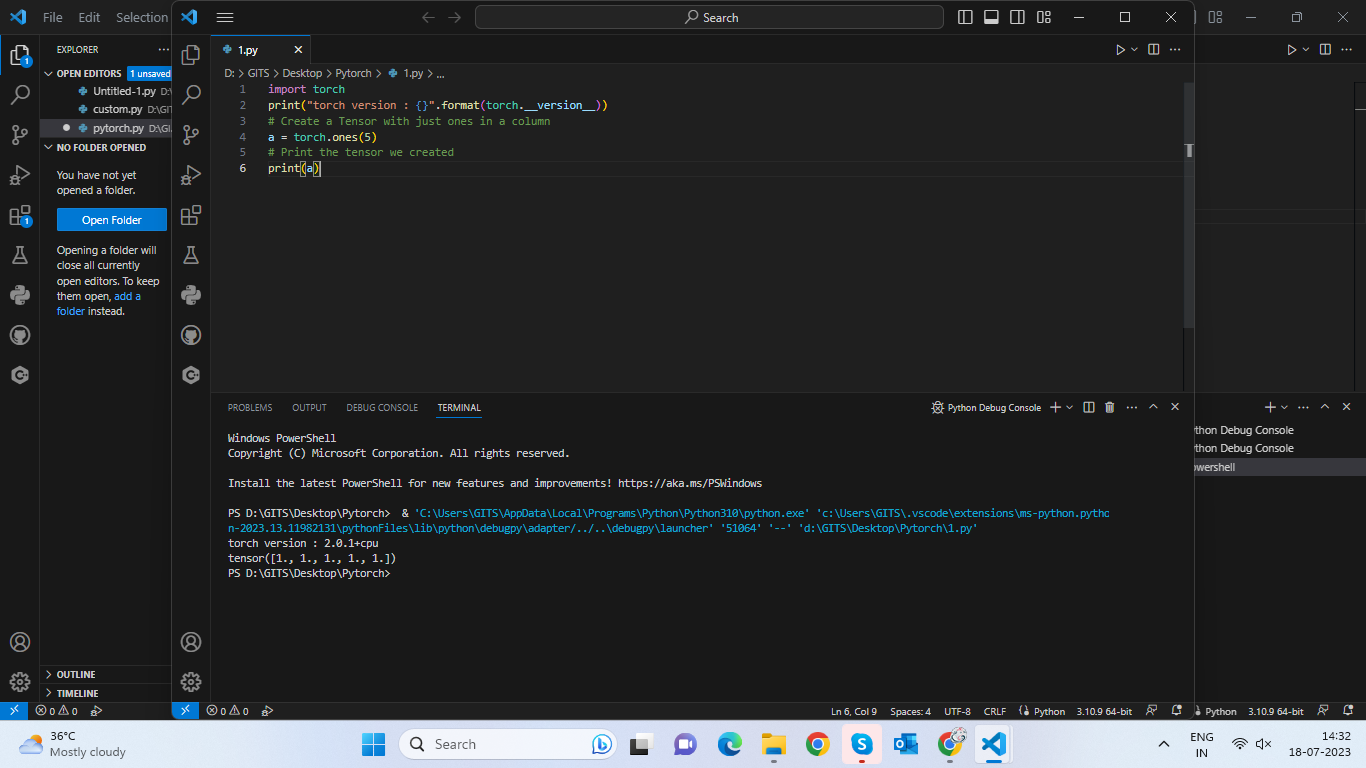 File Edit Selection
Search
EXPLORER ...
OPEN EDITORS 1 unsaved
Untitled-1.py D:\
custom.py D:\GI
pytorch.py D:\GI.
NO FOLDER OPENED
You have not yet
opened a folder.
Open Folder
Opening a folder will
close all currently
open editors. To keep
them open, add a
folder instead.
OUTLINE
TIMELINE
1
1
1.py
D: > GITS > Desktop > Pytorch > 1.py > ...
1 import torch
2 print("torch version : {}".format(torch.__version__))
3 # Create a Tensor with just ones in a column
4 a = torch.ones(5)
5 # Print the tensor we created
6 print(a)
PROBLEMS OUTPUT DEBUG CONSOLE TERMINAL
Python Debug Console
Windows PowerShell
Copyright (C) Microsoft Corporation. All rights reserved.
Install the latest PowerShell for new features and improvements! https://aka.ms/PSWindows
PS D:\GITS\Desktop\Pytorch>  & 'C:\Users\GITS\AppData\Local\Programs\Python\Python310\python.exe' 'c:\Users\GITS\.vscode\extensions\ms-python.pytho
n-2023.13.11982131\pythonFiles\lib\python\debugpy\adapter/../..\debugpy\launcher' '51064' '--' 'd:\GITS\Desktop\Pytorch\1.py'
torch version : 2.0.1+cpu
tensor([1., 1., 1., 1., 1.])
PS D:\GITS\Desktop\Pytorch>
thon Debug Console
thon Debug Console
owershell
0 0
0 0
Ln 6, Col 9 Spaces: 4 UTF-8 CRLF Python 3.10.9 64-bit
Python 3.10.9 64-bit
36°C
Mostly cloudy
Search
ENG
IN
14:32
18-07-2023